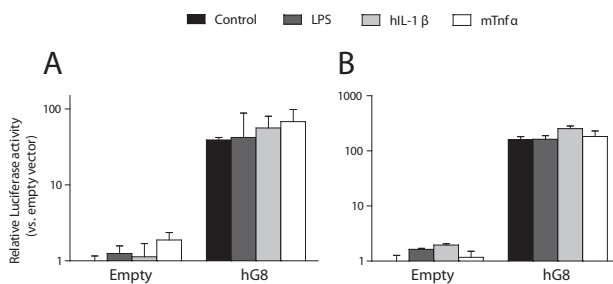 Control LPS hIL-1 β mTnf α
A B
Relative Luciferase activity
(vs. empty vector)
100
10
1
Empty hG8
1000
100
10
1
Empty hG8